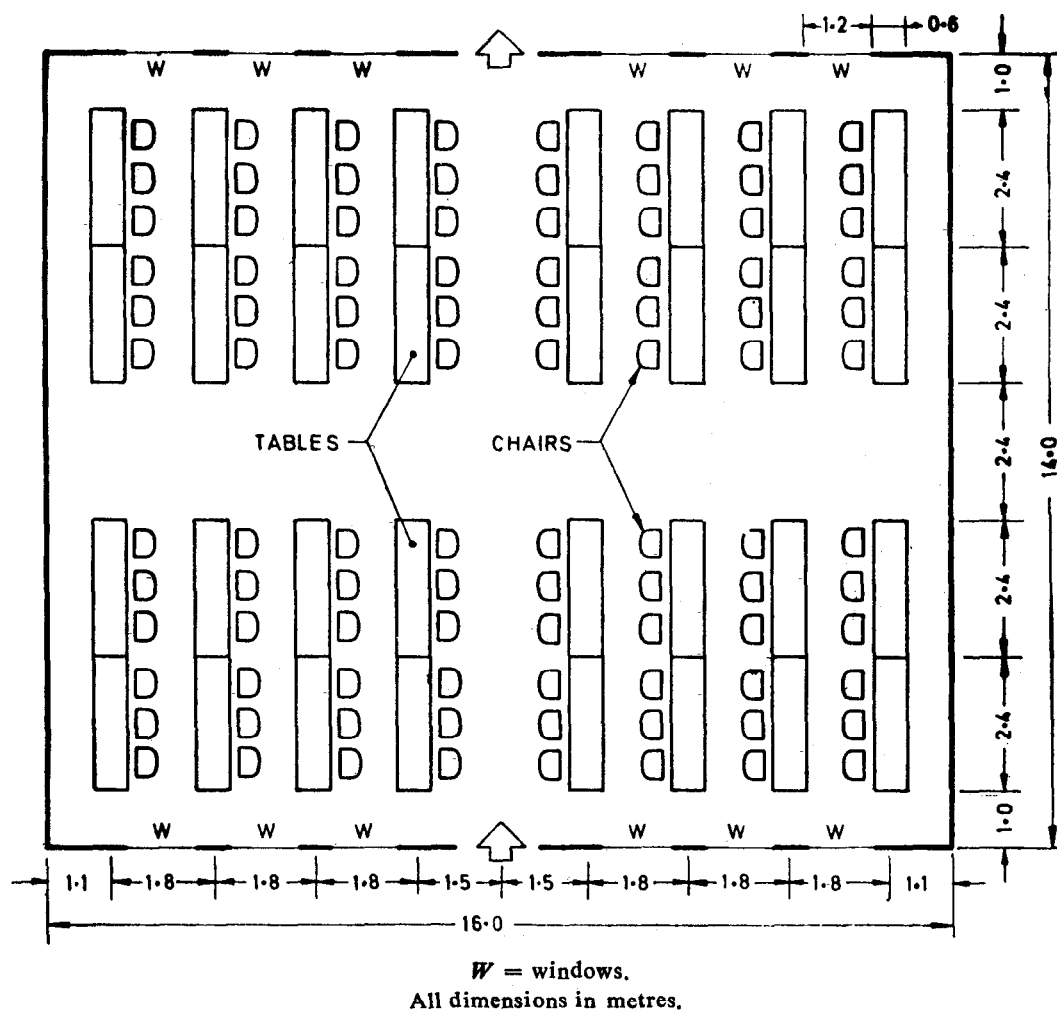 1·2 0·6
W W W W W W
1·0
2·4
2·4
TABLES CHAIRS
2·4
14·0
2·4
2·4
W W W W W W
1·0
1·1 1·8 1·8 1·8 1·5 1·5 1·8 1·8 1·8 1·1
16·0
W = windows.
All dimensions in metres.